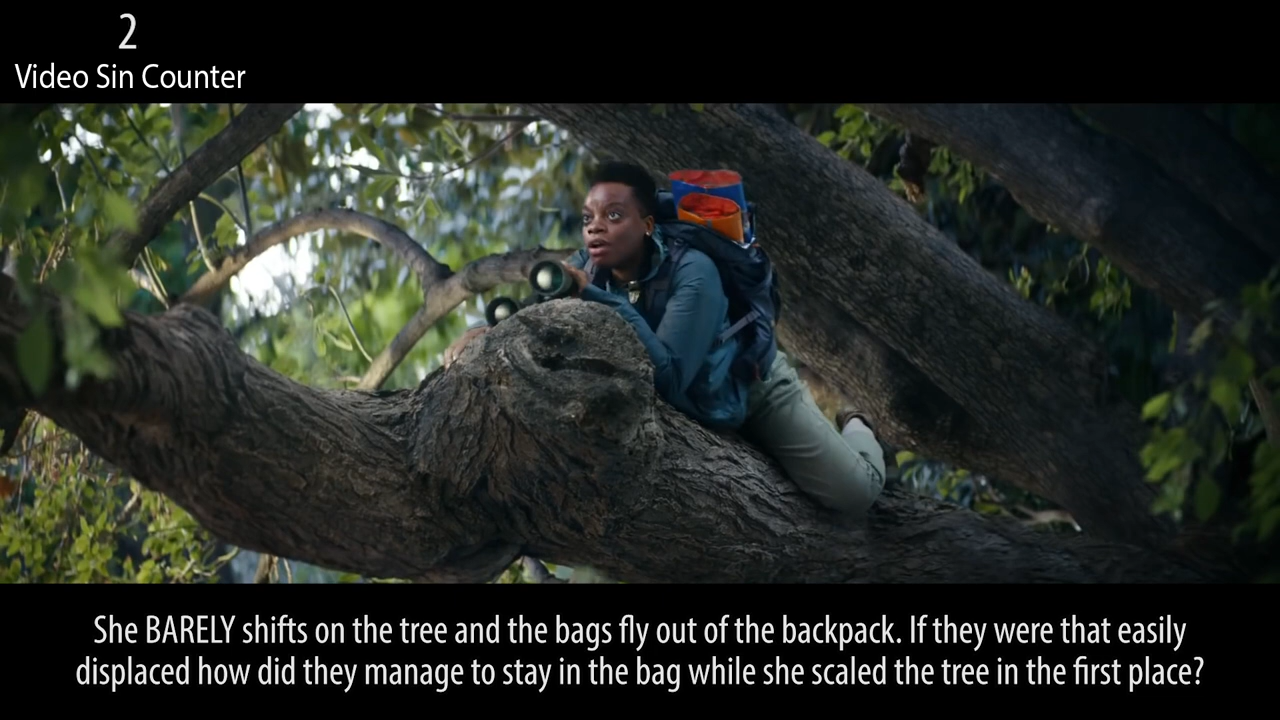 2
Video Sin Counter
She BARELY shifts on the tree and the bags fly out of the backpack. If they were that easily
displaced how did they manage to stay in the bag while she scaled the tree in the first place?